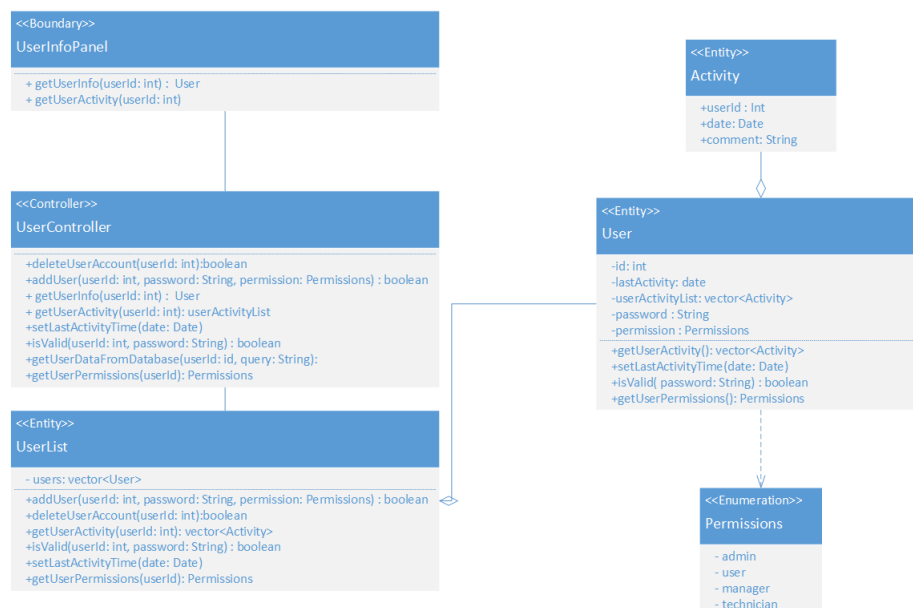 <<Boundary>>
UserInfoPanel
+ getUserInfo(userId: int) : User
+ getUserActivity(userId: int)
<<Controller>>
UserController
+deleteUserAccount(userId: int):boolean
+addUser(userId: int, password: String, permission: Permissions) : boolean
+ getUserInfo(userId: int) : User
+ getUserActivity(userId: int): userActivityList
+setLastActivityTime(date: Date)
+isValid(userId: int, password: String) : boolean
+getUserDataFromDatabase(userId: id, query: String):
+getUserPermissions(userId): Permissions
<<Entity>>
UserList
- users: vector<User>
+addUser(userId: int, password: String, permission: Permissions) : boolean
+deleteUserAccount(userId: int):boolean
+getUserActivity(userId: int): vector<Activity>
+isValid(userId: int, password: String) : boolean
+setLastActivityTime(date: Date)
+getUserPermissions(userId): Permissions
<<Entity>>
Activity
+userId : Int
+date: Date
+comment: String
<<Entity>>
User
-id: int
-lastActivity: date
-userActivityList: vector<Activity>
-password : String
-permission : Permissions
+getUserActivity(): vector<Activity>
+setLastActivityTime(date: Date)
+isValid( password: String) : boolean
+getUserPermissions(): Permissions
<<Enumeration>>
Permissions
- admin
- user
- manager
- technician